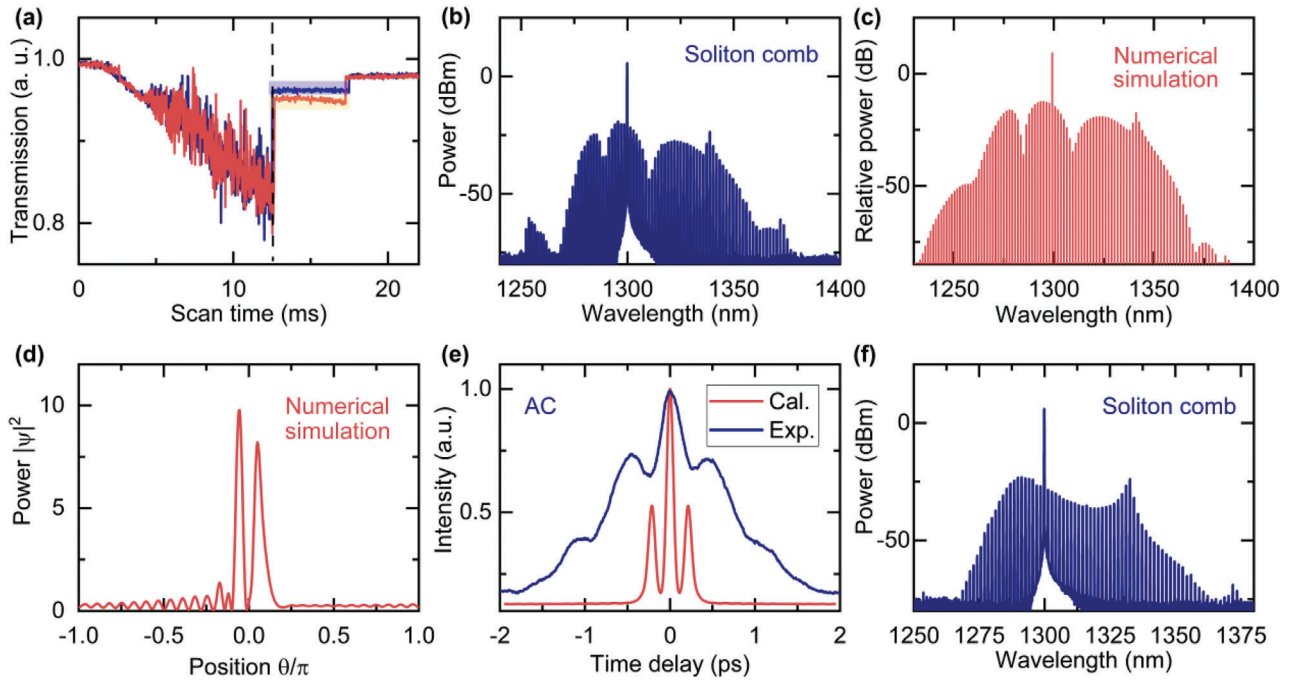 (a)
Transmission (a. u.)
1.0
0.8
0
10
20
Scan time (ms)
(b)
Soliton comb
Power (dBm)
0
-50
1250
1300
1350
1400
Wavelength (nm)
(c)
Numerical
simulation
Relative power (dB)
0
-50
1250
1300
1350
1400
Wavelength (nm)
(d)
Numerical
simulation
Power |ψ|²
10
5
0
-1.0
-0.5
0.0
0.5
1.0
Position θ/π
(e)
AC
Cal.
Exp.
Intensity (a.u.)
1.0
0.5
-2
-1
0
1
2
Time delay (ps)
(f)
Soliton comb
Power (dBm)
0
-50
1250
1275
1300
1325
1350
1375
Wavelength (nm)